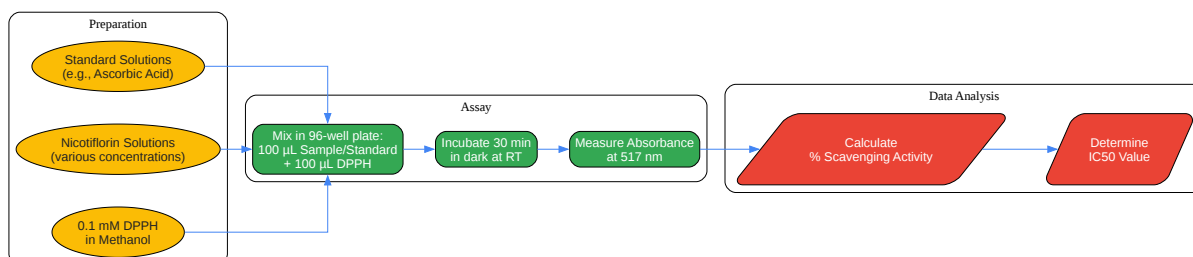 Preparation
Standard Solutions
(e.g., Ascorbic Acid)
Nicotiflorin Solutions
(various concentrations)
0.1 mM DPPH
in Methanol
Assay
Mix in 96-well plate:
100 µL Sample/Standard
+ 100 µL DPPH
Incubate 30 min
in dark at RT
Measure Absorbance
at 517 nm
Data Analysis
Calculate
% Scavenging Activity
Determine
IC50 Value